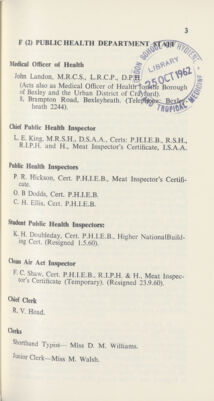 3
F (2) PUBLIC HEALTH DEPARTMENT STAFF
LIBRARY
25 OCT 1962
AND TROPICAL MEDICINE
Medical Officer of Health
John Landon, M.R.C.S., L.R.C.P., D.P.H.
(Acts also as Medical Officer of Health for the Borough
of Bexley and the Urban District of Crayford).
8, Brampton Road, Bexleyheath. (Telephone: Bexley-
heath 2244).
Chief Public Health Inspector
L. E. King, M.R.S.H., D.S.A.A., Certs: P.H.I.E.B., R.S.H.,
R.I.P.H. and H., Meat Inspector's Certificate, I.S.A.A.
Public Health Inspectors
P. R. Hickson, Cert. P.H.I.E.B., Meat Inspector's Certifi-
cate.
O. B Dodds, Cert. P.H.I.E.B.
C. H. Ellis, Cert. P.H.I.E.B.
Student Public Health Inspectors:
K. H. Doubleday, Cert. P.H.I.E.B., Higher NationalBuild-
ing Cert. (Resigned 1.5.60).
Clean Air Act Inspector
F. C. Shaw, Cert. P.H.I.E.B., R.I.P.H. & H., Meat Inspec-
tor's Certificate (Temporary). (Resigned 23.9.60).
Chief Clerk
R. V. Head.
Clerks
Shorthand Typist— Miss D. M. Williams.
Junior Clerk—Miss M. Walsh.